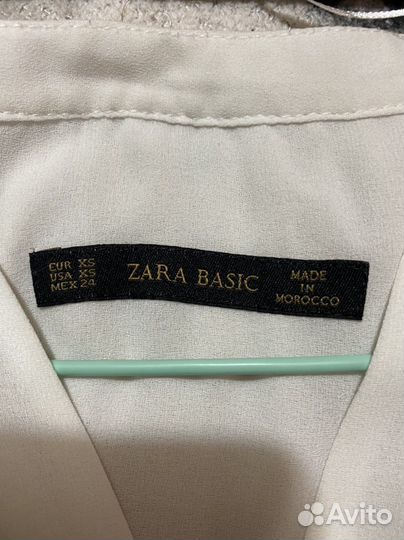 EUR XS
USA XS
MEX 24
ZARA BASIC
MADE
IN
MOROCCO
Avito